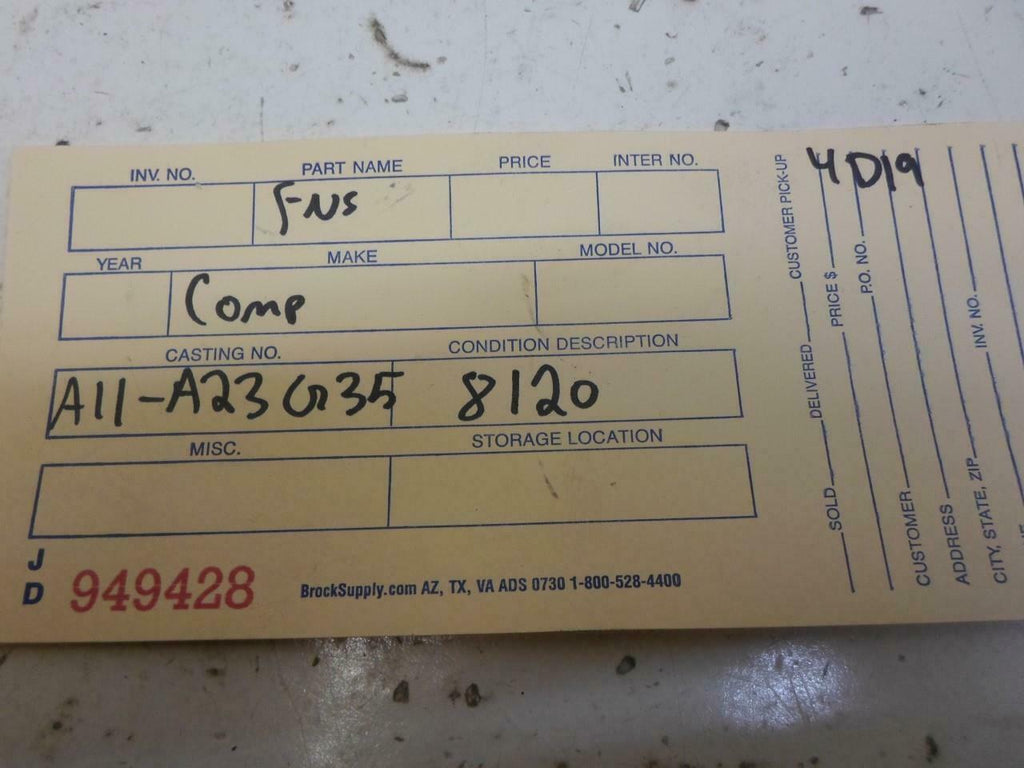 INV. NO. PART NAME PRICE INTER NO.
FNS
YEAR MAKE MODEL NO.
Comp
CASTING NO. CONDITION DESCRIPTION
A11-A23G35 8120
MISC. STORAGE LOCATION
J
D
949428
BrockSupply.com AZ, TX, VA ADS 0730 1-800-528-4400
4D19
SOLD DELIVERED CUSTOMER PICK-UP
PRICE $
P.O. NO.
CUSTOMER
ADDRESS
CITY, STATE, ZIP INV. NO.